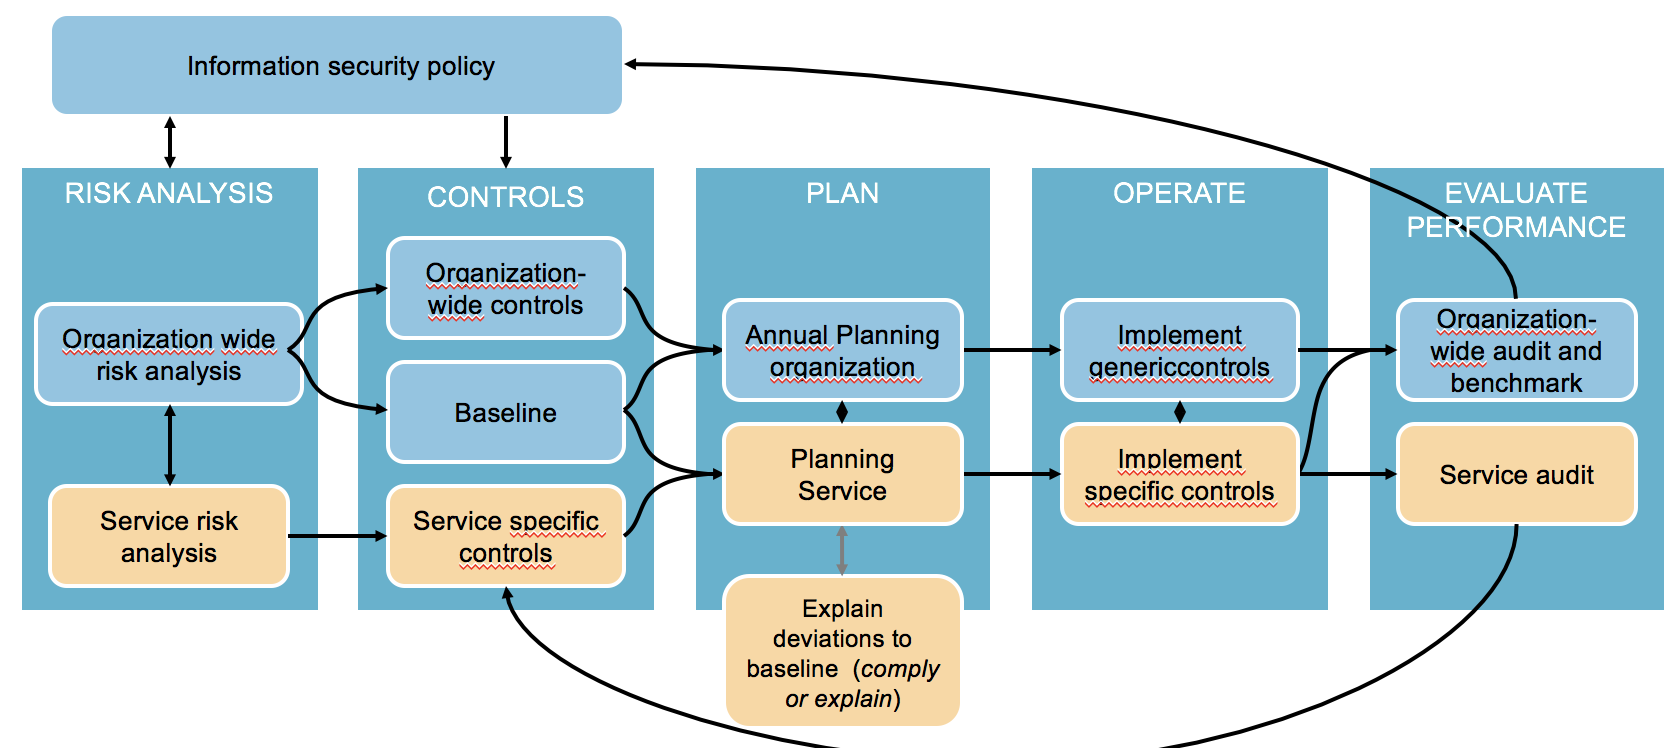 Information security policy
RISK ANALYSIS
CONTROLS
PLAN
OPERATE
EVALUATE
PERFORMANCE
Organization wide
risk analysis
Service risk
analysis
Organization-
wide controls
Baseline
Service specific
controls
Annual Planning
organization
Planning
Service
Explain
deviations to
baseline (comply
or explain)
Implement
genericcontrols
Implement
specific controls
Organization-
wide audit and
benchmark
Service audit